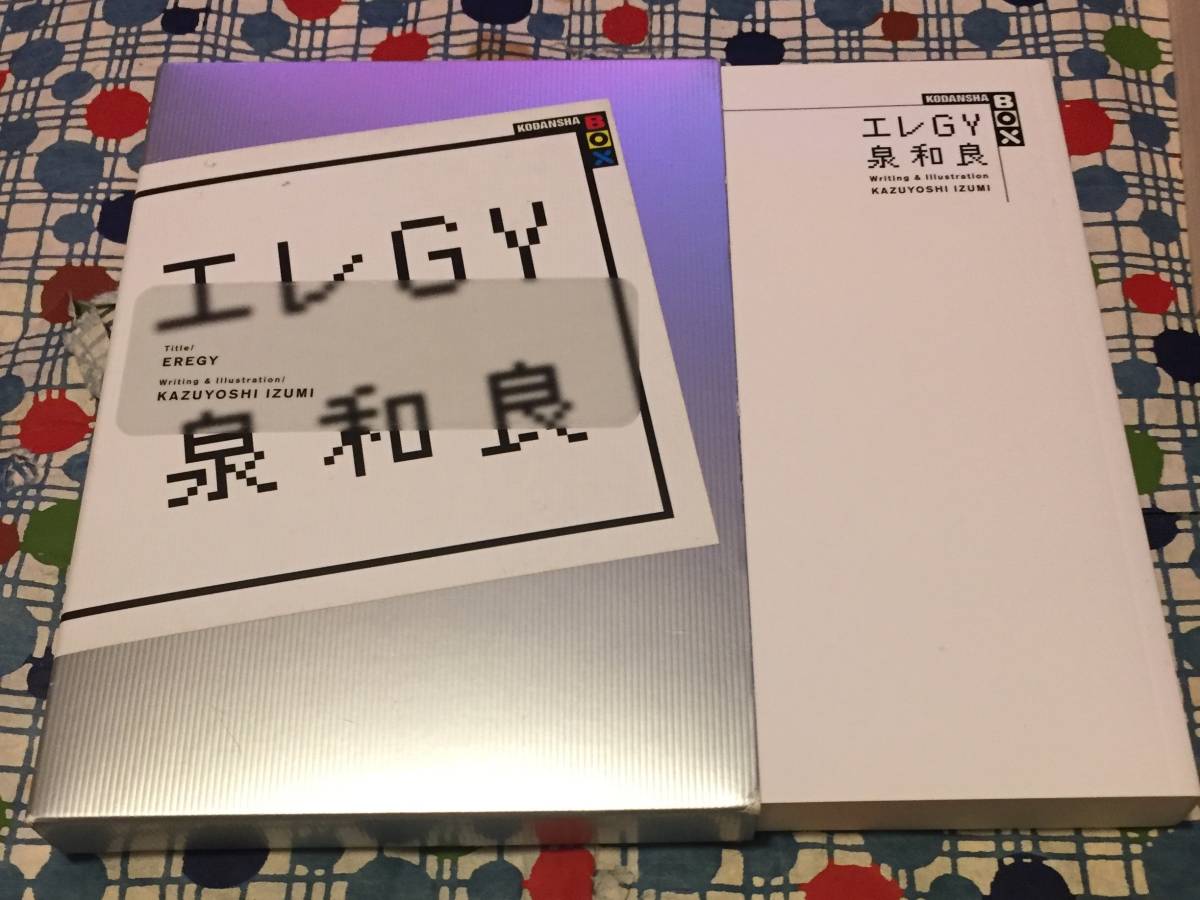 KODANSHA
BOX
エレGY
Title/
EREGY
Writing & Illustration/
KAZUYOSHI IZUMI
泉和良
KODANSHA
BOX
エレGY
泉和良
Writing & Illustration
KAZUYOSHI IZUMI